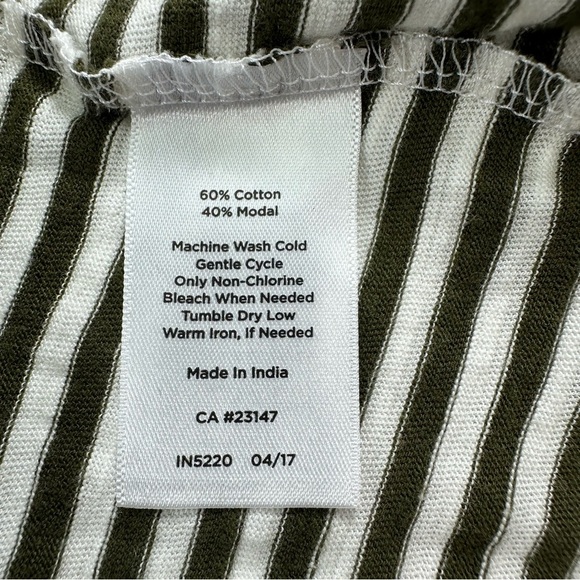 60% Cotton
40% Modal
Machine Wash Cold
Gentle Cycle
Only Non-Chlorine
Bleach When Needed
Tumble Dry Low
Warm Iron, If Needed
Made In India
CA #23147
IN5220 04/17